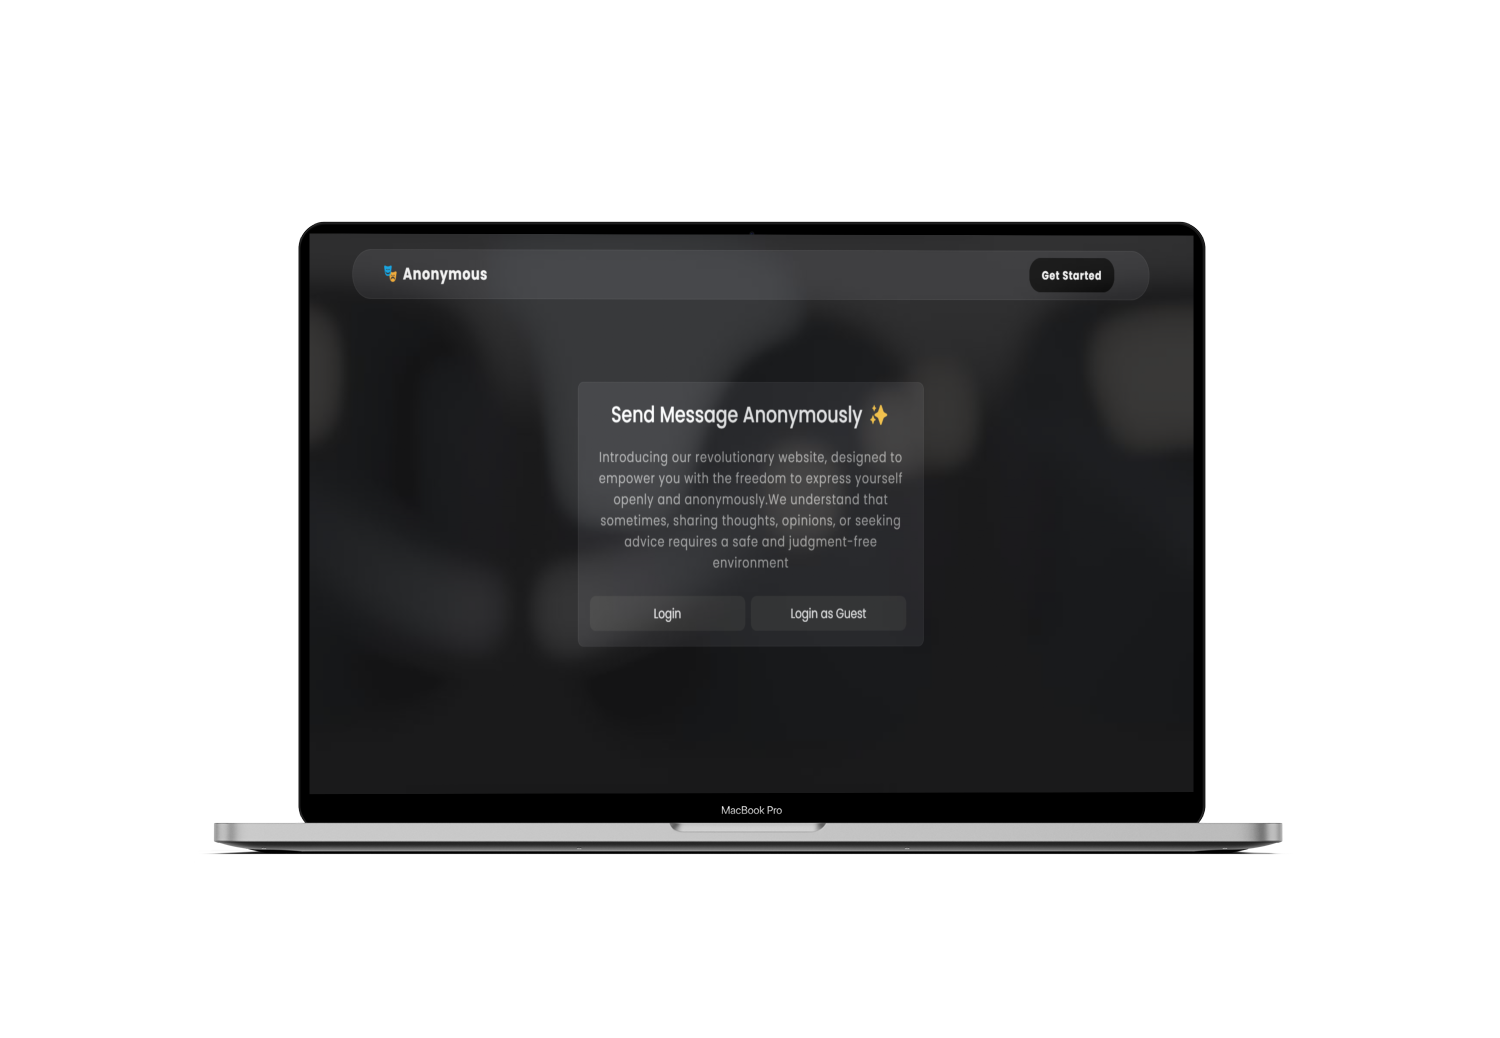 🎭 Anonymous
Get Started
Send Message Anonymously ✨
Introducing our revolutionary website, designed to
empower you with the freedom to express yourself
openly and anonymously.We understand that
sometimes, sharing thoughts, opinions, or seeking
advice requires a safe and judgment-free
environment
Login
Login as Guest
MacBook Pro